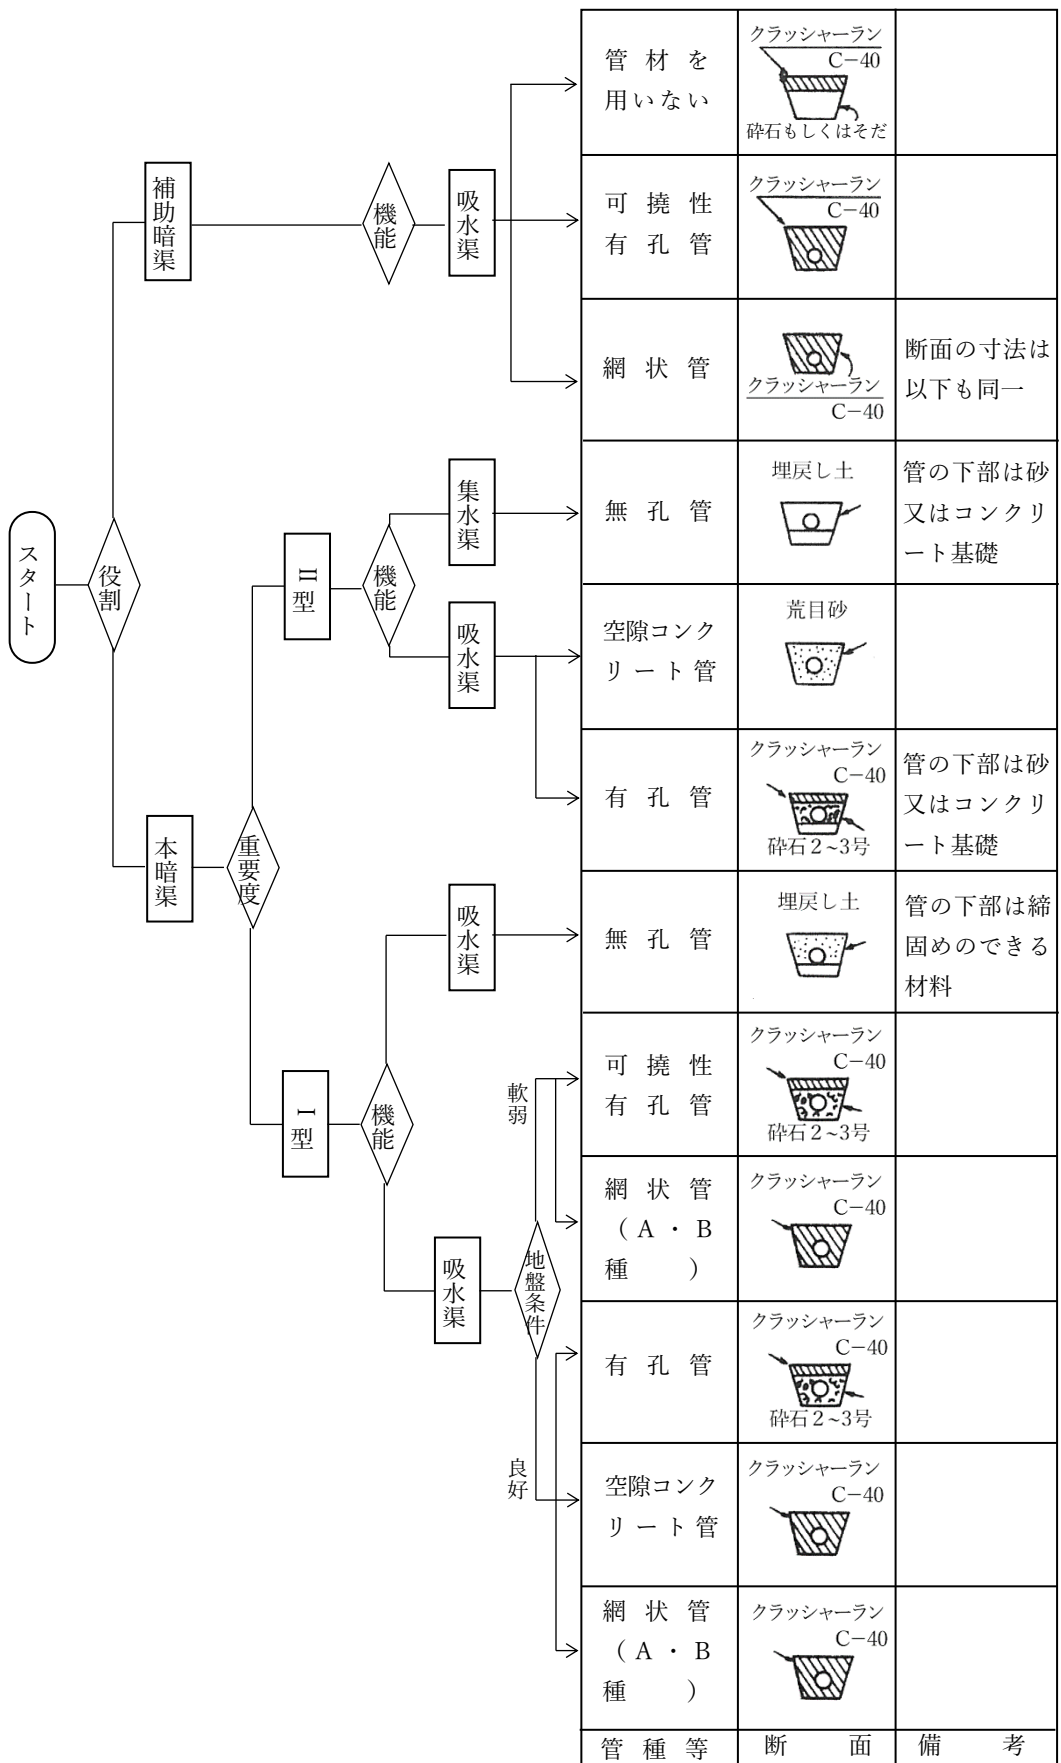 スタート
役割
補助暗渠
機能
吸水渠
本暗渠
重要度
II型
機能
集水渠
吸水渠
I型
機能
吸水渠
吸水渠
地盤条件
軟弱
良好
管材を
用いない
クラッシャーラン
C-40
砕石もしくはそだ
可撓性
有孔管
クラッシャーラン
C-40
網状管
クラッシャーラン
C-40
断面の寸法は
以下も同一
無孔管
埋戻し土
管の下部は砂
又はコンクリ
ート基礎
空隙コンク
リート管
荒目砂
有孔管
クラッシャーラン
C-40
砕石2~3号
管の下部は砂
又はコンクリ
ート基礎
無孔管
埋戻し土
管の下部は締
固めのできる
材料
可撓性
有孔管
クラッシャーラン
C-40
砕石2~3号
網状管
(A・B
種)
クラッシャーラン
C-40
有孔管
クラッシャーラン
C-40
砕石2~3号
空隙コンク
リート管
クラッシャーラン
C-40
網状管
(A・B
種)
クラッシャーラン
C-40
管種等
断面
備考